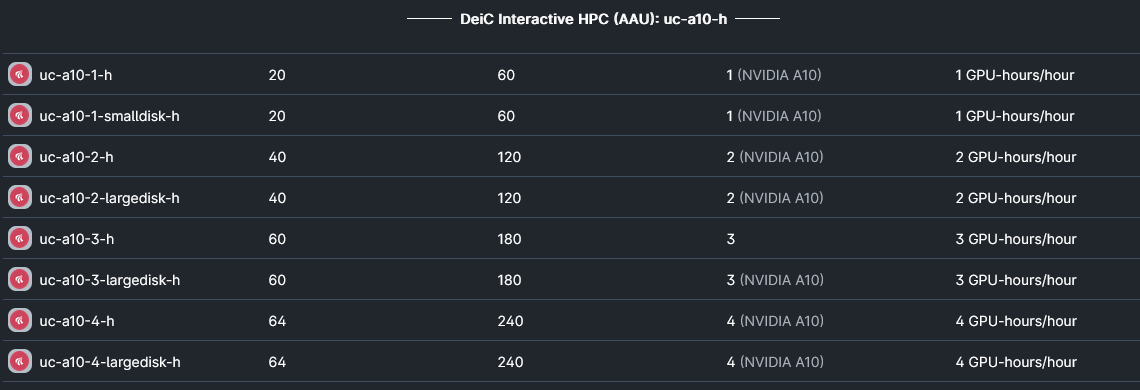 DeiC Interactive HPC (AAU): uc-a10-h
uc-a10-1-h 20 60 1 (NVIDIA A10) 1 GPU-hours/hour
uc-a10-1-smalldisk-h 20 60 1 (NVIDIA A10) 1 GPU-hours/hour
uc-a10-2-h 40 120 2 (NVIDIA A10) 2 GPU-hours/hour
uc-a10-2-largedisk-h 40 120 2 (NVIDIA A10) 2 GPU-hours/hour
uc-a10-3-h 60 180 3 3 GPU-hours/hour
uc-a10-3-largedisk-h 60 180 3 (NVIDIA A10) 3 GPU-hours/hour
uc-a10-4-h 64 240 4 (NVIDIA A10) 4 GPU-hours/hour
uc-a10-4-largedisk-h 64 240 4 (NVIDIA A10) 4 GPU-hours/hour